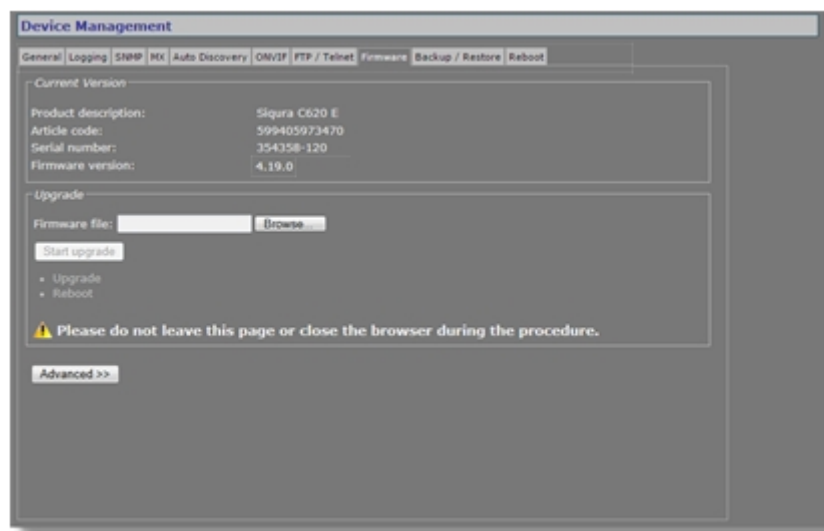 Device Management
General Logging SNMP MX Auto Discovery ONVIF FTP / Telnet Firmware Backup / Restore Reboot
Current Version
Product description: Siqura C620 E
Article code: 599405973470
Serial number: 354358-120
Firmware version: 4.19.0
Upgrade
Firmware file: Browse...
Start upgrade
• Upgrade
• Reboot
Please do not leave this page or close the browser during the procedure.
Advanced >>